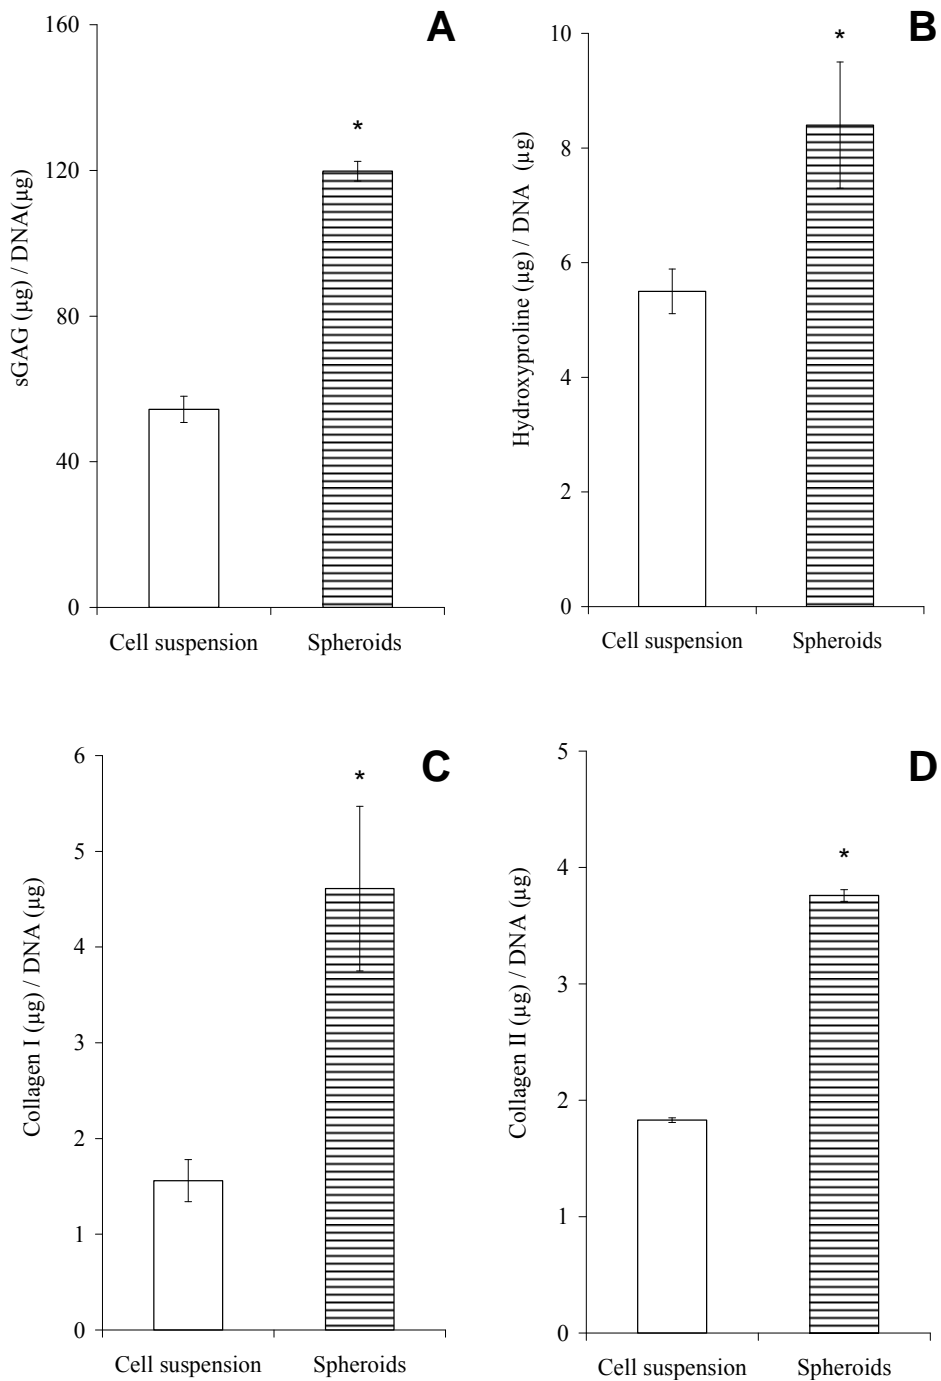 A
160
120
80
40
0
sGAG (µg) / DNA(µg)
*
Cell suspension
Spheroids
B
10
8
6
4
2
0
Hydroxyproline (µg) / DNA (µg)
*
Cell suspension
Spheroids
C
6
5
4
3
2
1
0
Collagen I (µg) / DNA (µg)
*
Cell suspension
Spheroids
D
5
4
3
2
1
0
Collagen II (µg) / DNA (µg)
*
Cell suspension
Spheroids